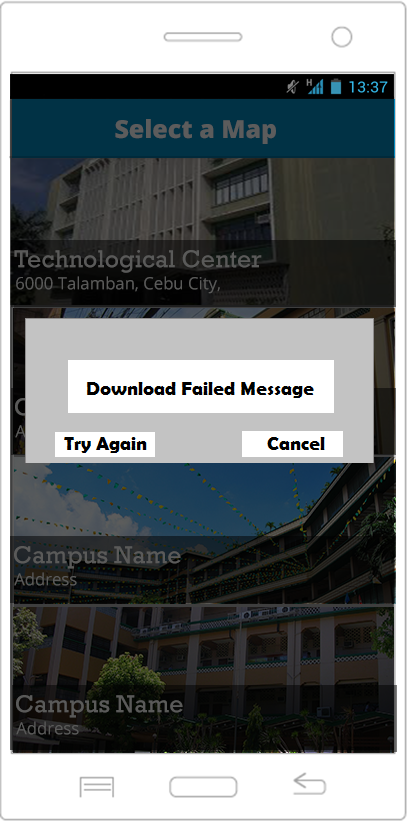 H 13:37
Select a Map
Technological Center
6000 Talamban, Cebu City,
C
A
Download Failed Message
Try Again
Cancel
Campus Name
Address
Campus Name
Address